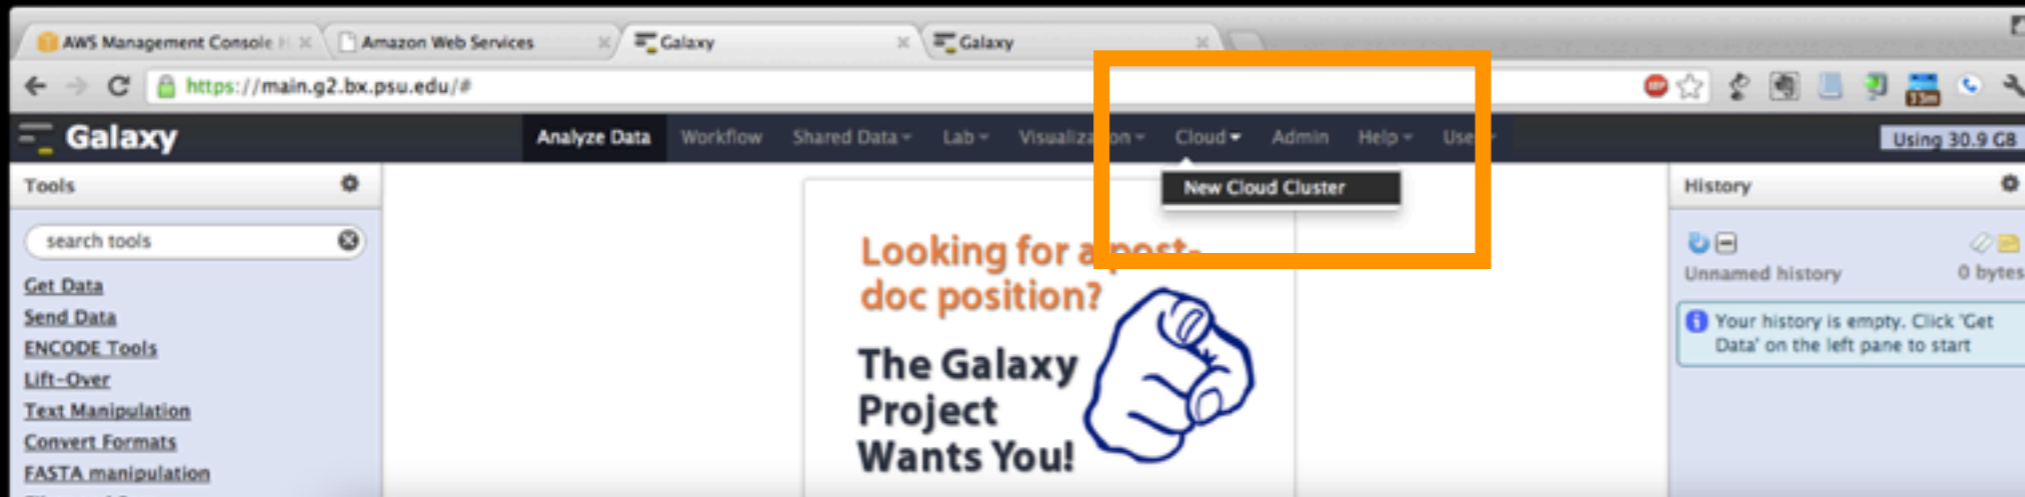 AWS Management Console H
Amazon Web Services
Galaxy
Galaxy
https://main.g2.bx.psu.edu/#
Galaxy
Analyze Data
Workflow
Shared Data
Lab
Visualization
Cloud
Admin
Help
User
Using 30.9 GB
Tools
New Cloud Cluster
History
search tools
Looking for a post-
doc position?
The Galaxy
Project
Wants You!
Get Data
Send Data
ENCODE Tools
Lift-Over
Text Manipulation
Convert Formats
FASTA manipulation
Unnamed history
0 bytes
Your history is empty. Click 'Get
Data' on the left pane to start